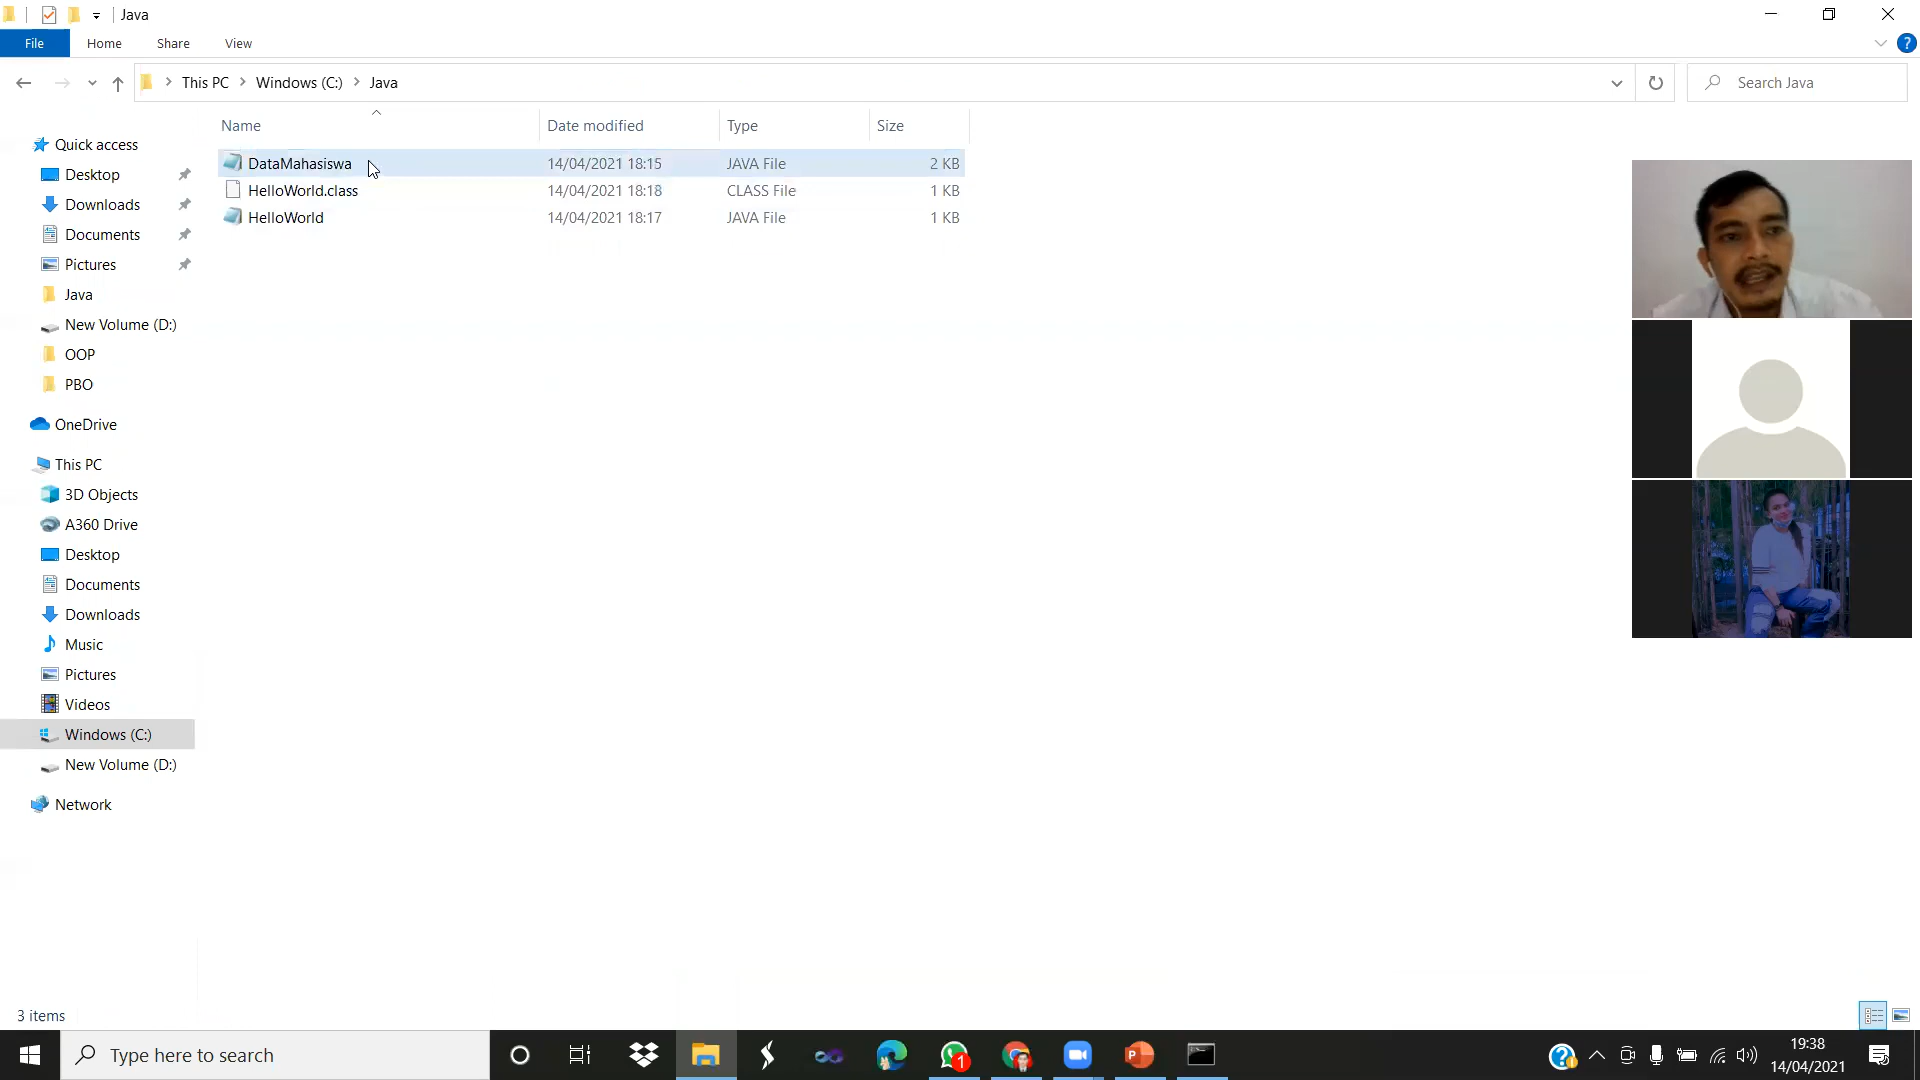 Java
File Home Share View
This PC Windows (C:) Java
Search Java
Name Date modified Type Size
DataMahasiswa 14/04/2021 18:15 JAVA File 2 KB
HelloWorld.class 14/04/2021 18:18 CLASS File 1 KB
HelloWorld 14/04/2021 18:17 JAVA File 1 KB
Quick access
Desktop
Downloads
Documents
Pictures
Java
New Volume (D:)
OOP
PBO
OneDrive
This PC
3D Objects
A360 Drive
Desktop
Documents
Downloads
Music
Pictures
Videos
Windows (C:)
New Volume (D:)
Network
3 items
Type here to search
1
P
19:38
14/04/2021